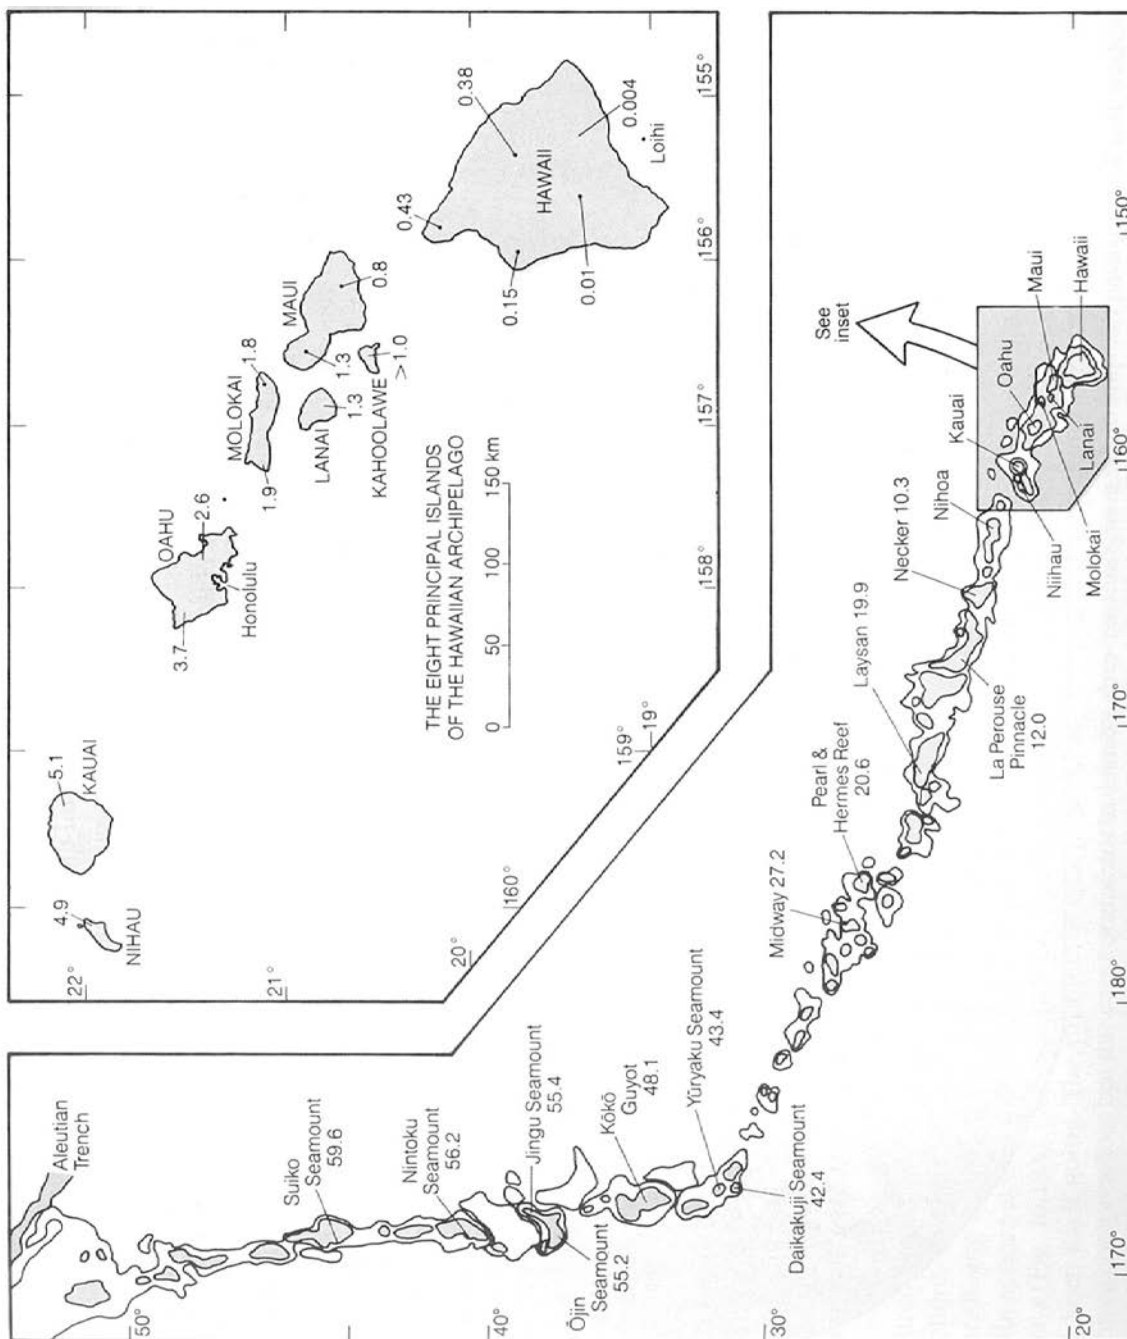 22°
21°
20°
19°
160°
159°
158°
157°
156°
155°
4.9
NIHAU
5.1
KAUAI
3.7
OAHU
2.6
Honolulu
1.9
MOLOKAI
1.8
LANAI
1.3
MAUI
1.3
0.8
KAHOOLAWE
>1.0
0.43
0.38
0.15
HAWAII
0.01
0.004
Loihi
THE EIGHT PRINCIPAL ISLANDS
OF THE HAWAIIAN ARCHIPELAGO
0 50 100 150 km
Aleutian
Trench
Suiko
Seamount
59.6
Nintoku
Seamount
56.2
Jingu Seamount
55.4
Ōjin
Seamount
55.2
Kōkō
Guyot
48.1
Yūryaku Seamount
43.4
Daikakuji Seamount
42.4
Midway 27.2
Pearl &
Hermes Reef
20.6
Laysan 19.9
La Perouse
Pinnacle
12.0
Necker 10.3
Nihoa
Kauai
Niihau
Oahu
Molokai
Maui
Lanai
Hawaii
See
inset
50°
40°
30°
20°
170°
180°
170°
160°
150°